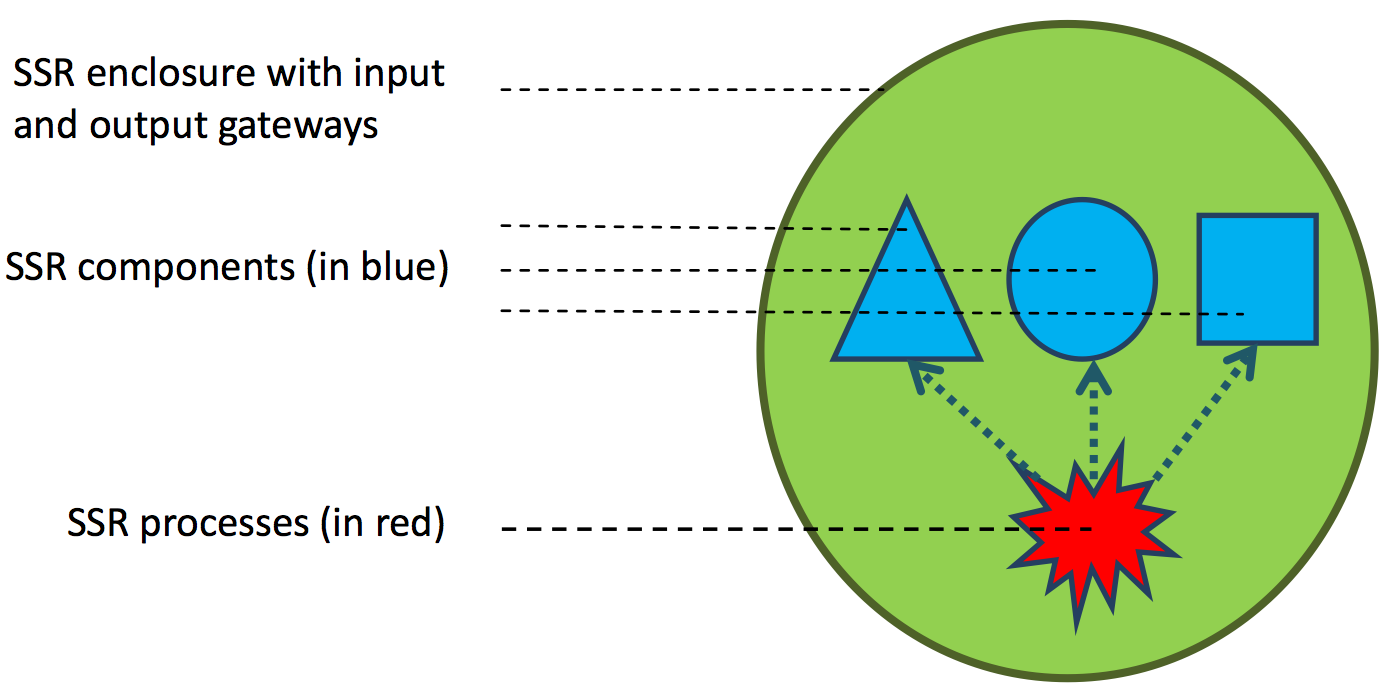 SSR enclosure with input
and output gateways
SSR components (in blue)
SSR processes (in red)